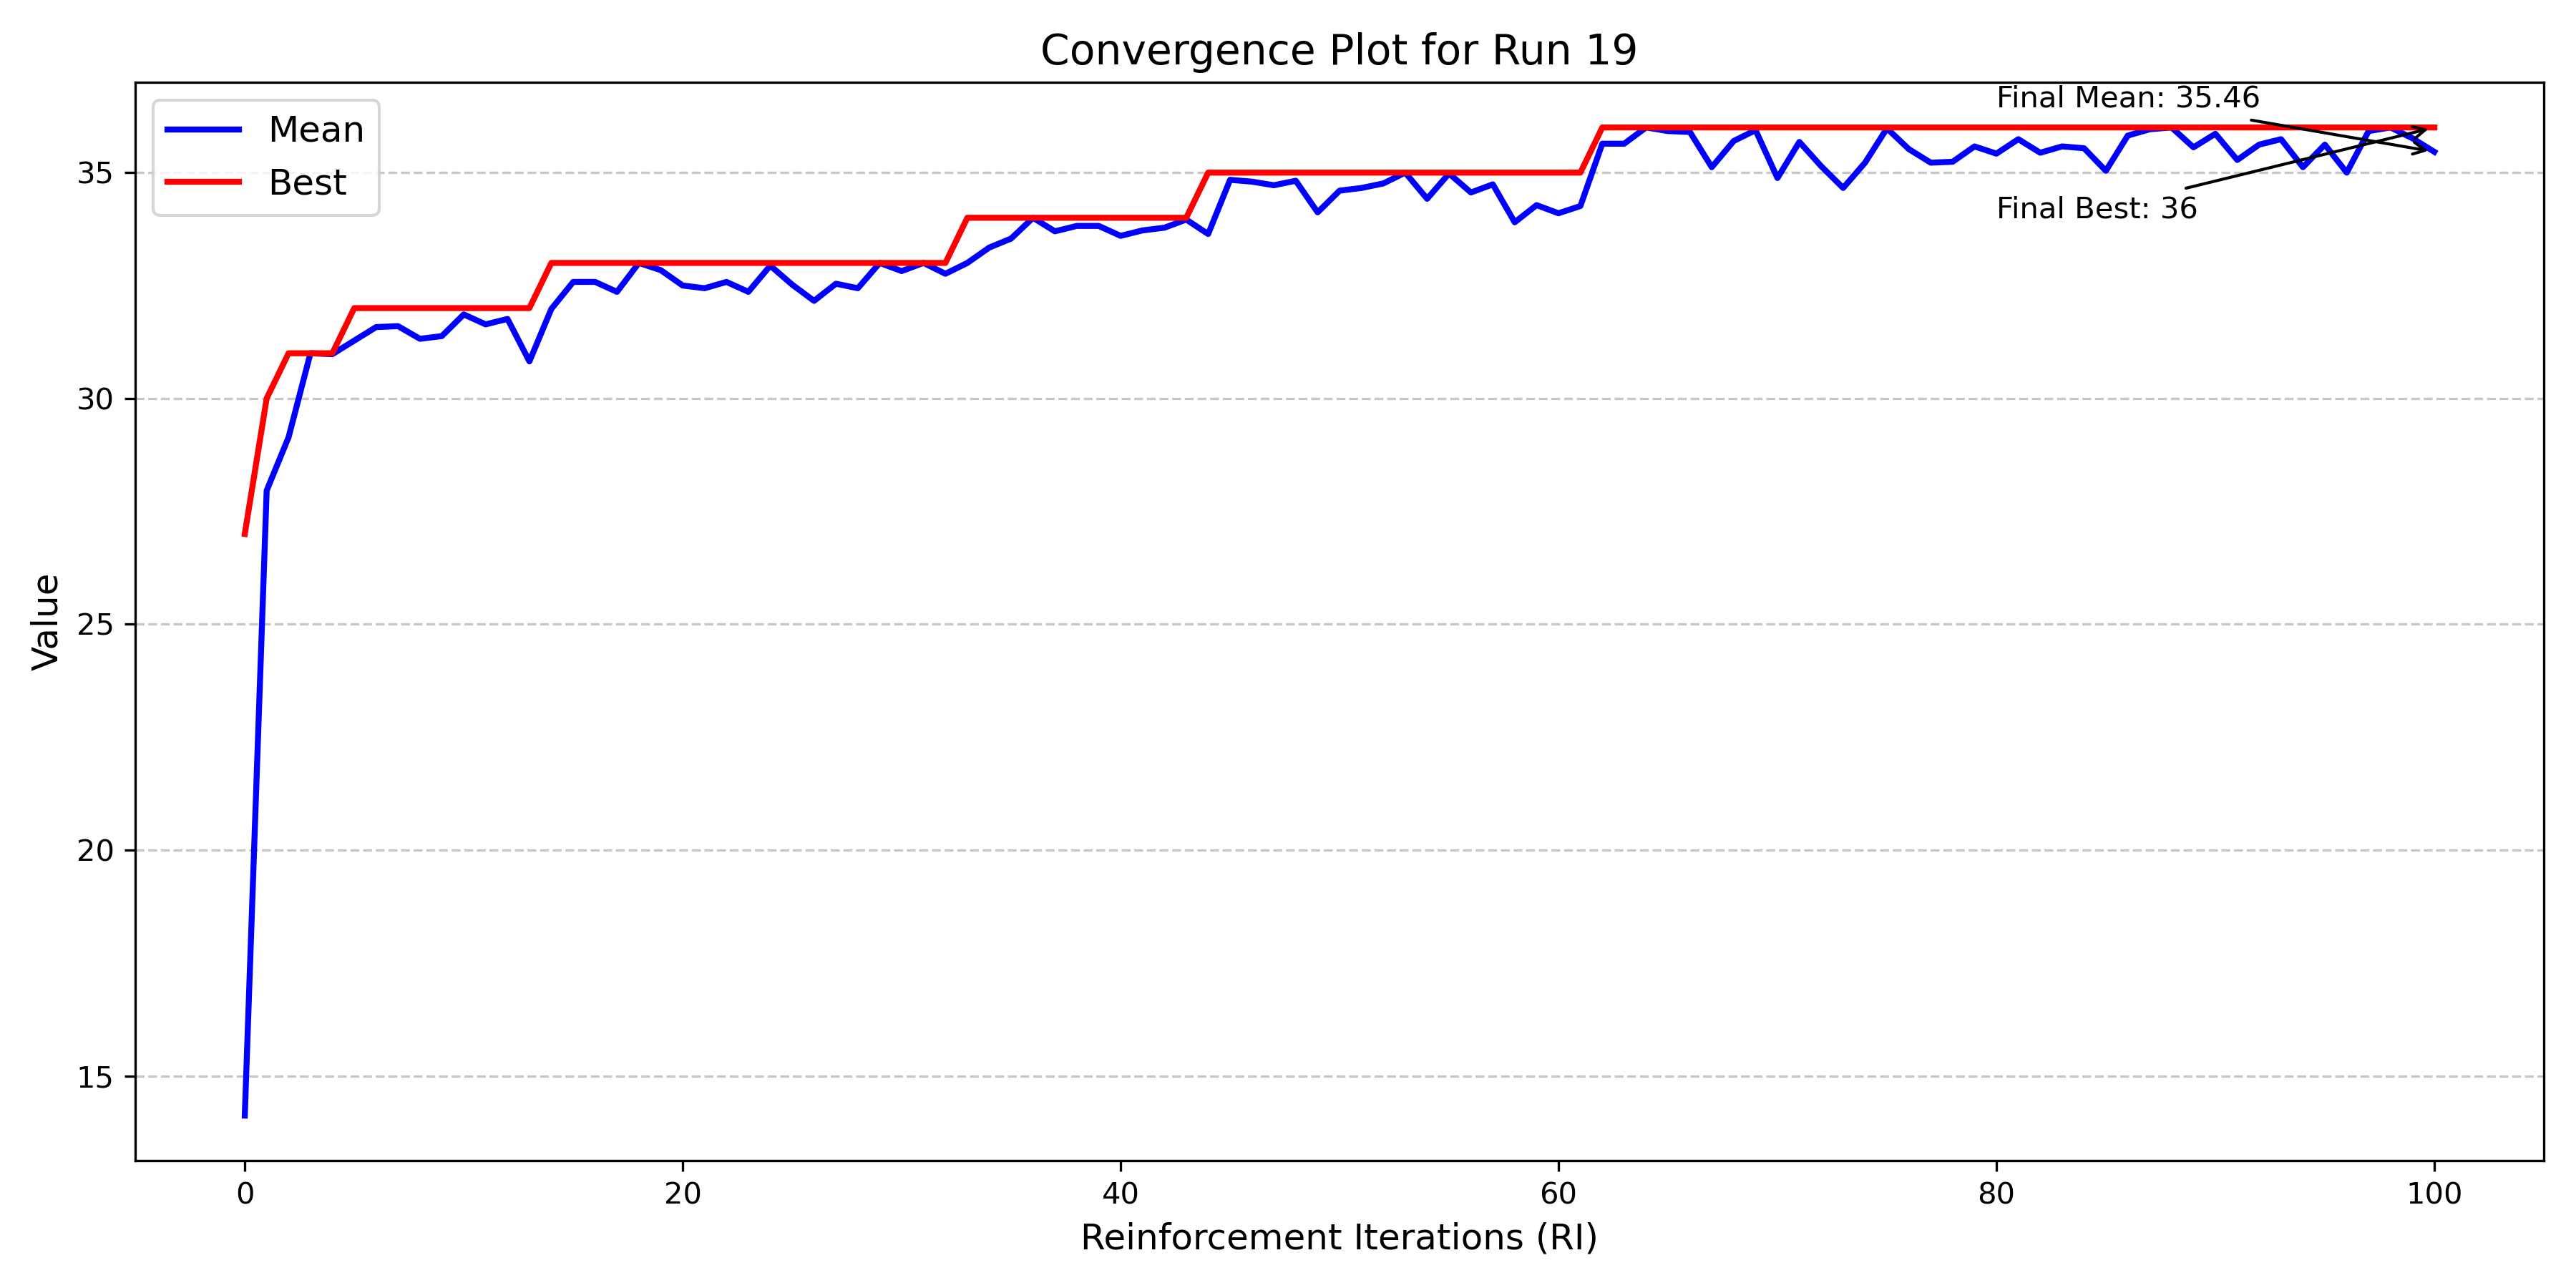 Convergence Plot for Run 19
Mean
Best
Final Mean: 35.46
Final Best: 36
35
30
25
20
15
Value
0 20 40 60 80 100
Reinforcement Iterations (RI)